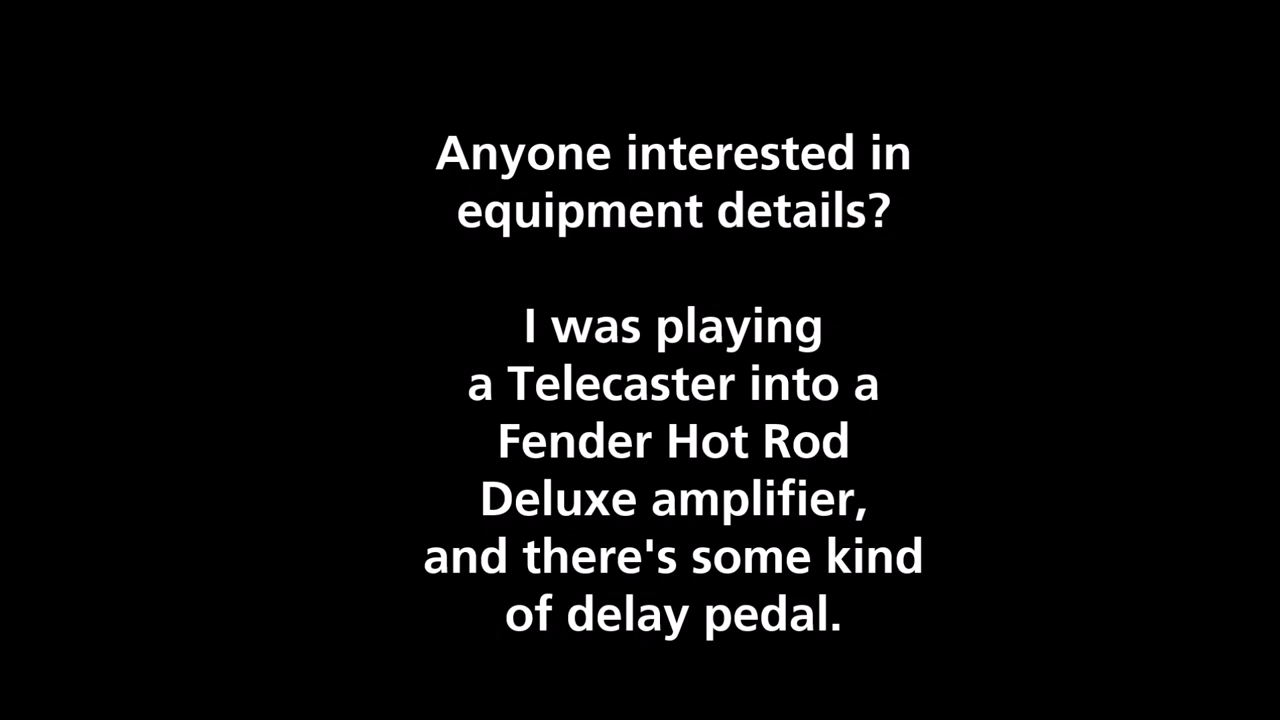 Anyone interested in
equipment details?
I was playing
a Telecaster into a
Fender Hot Rod
Deluxe amplifier,
and there's some kind
of delay pedal.